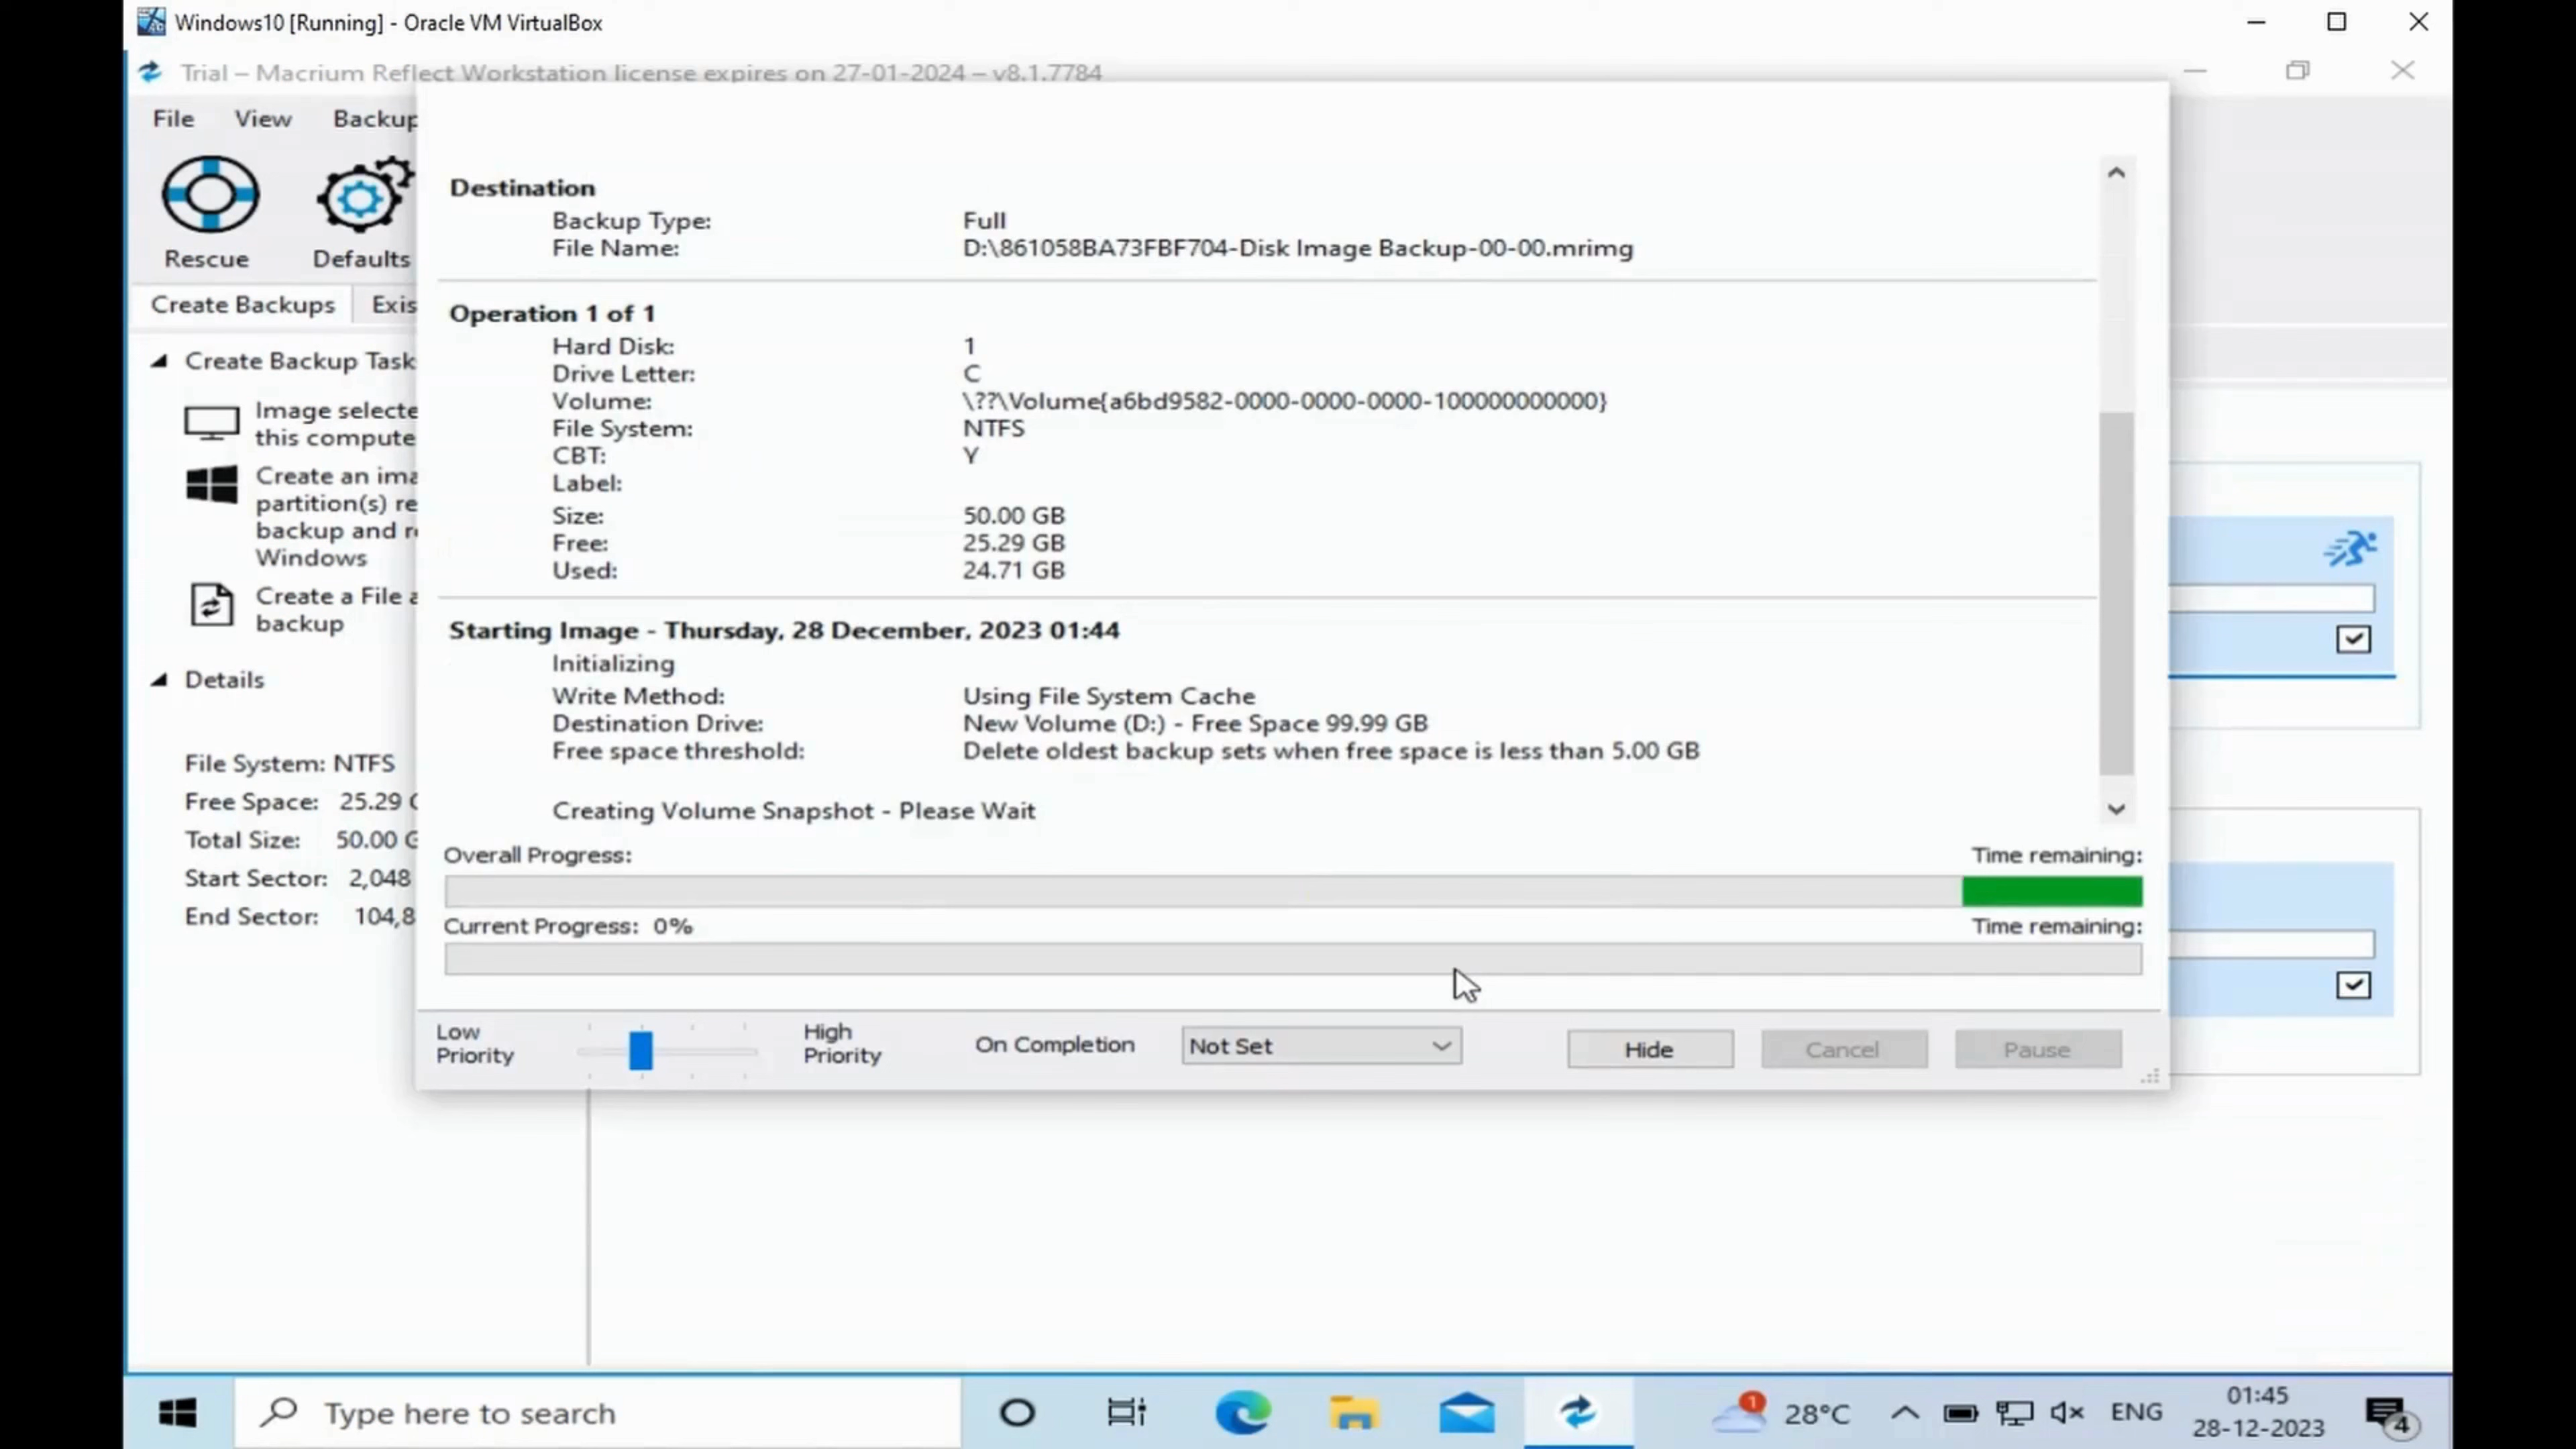 Windows10 [Running] - Oracle VM VirtualBox
Trial – Macrium Reflect Workstation license expires on 27-01-2024 – v8.1.7784
File View Backup
Rescue Defaults
Create Backups Exis
Create Backup Task
Image selecte
this compute
Create an ima
partition(s) re
backup and re
Windows
Create a File a
backup
Details
File System: NTFS
Free Space: 25.29 G
Total Size: 50.00 G
Start Sector: 2,048
End Sector: 104,8
Destination
Backup Type: Full
File Name: D:\861058BA73FBF704-Disk Image Backup-00-00.mrimg
Operation 1 of 1
Hard Disk: 1
Drive Letter: C
Volume: \??\Volume{a6bd9582-0000-0000-0000-100000000000}
File System: NTFS
CBT: Y
Label:
Size: 50.00 GB
Free: 25.29 GB
Used: 24.71 GB
Starting Image - Thursday, 28 December, 2023 01:44
Initializing
Write Method: Using File System Cache
Destination Drive: New Volume (D:) - Free Space 99.99 GB
Free space threshold: Delete oldest backup sets when free space is less than 5.00 GB
Creating Volume Snapshot - Please Wait
Overall Progress: Time remaining:
Current Progress: 0% Time remaining:
Low Priority High Priority On Completion Not Set Hide Cancel Pause
Type here to search 1 28°C ENG 01:45
28-12-2023 4